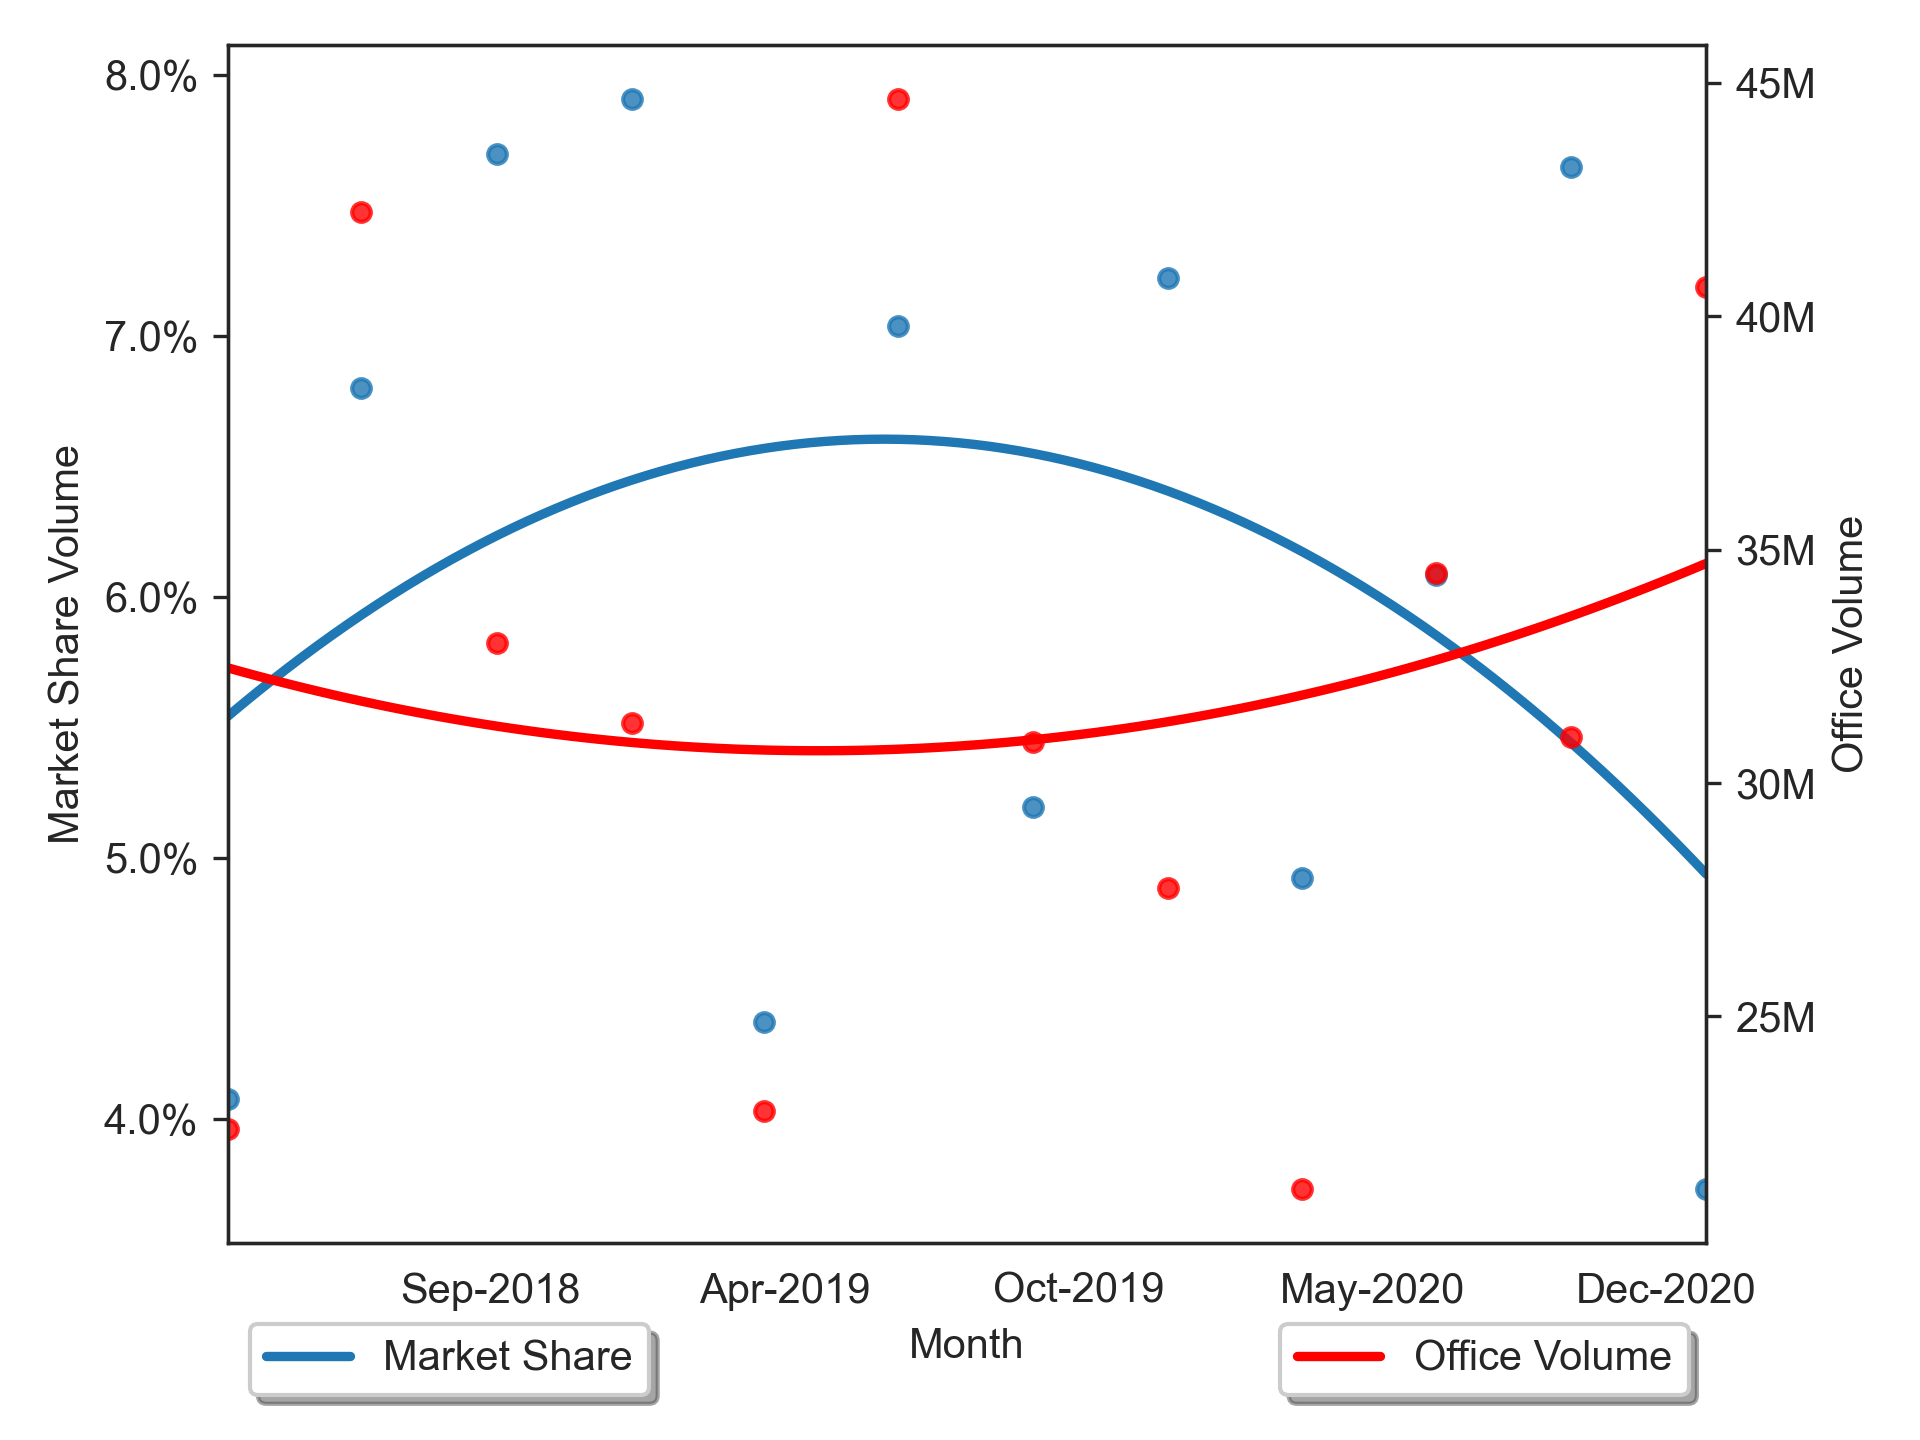 8.0%
7.0%
6.0%
5.0%
4.0%
Market Share Volume
45M
40M
35M
30M
25M
Office Volume
Sep-2018
Apr-2019
Oct-2019
May-2020
Dec-2020
Month
Market Share
Office Volume